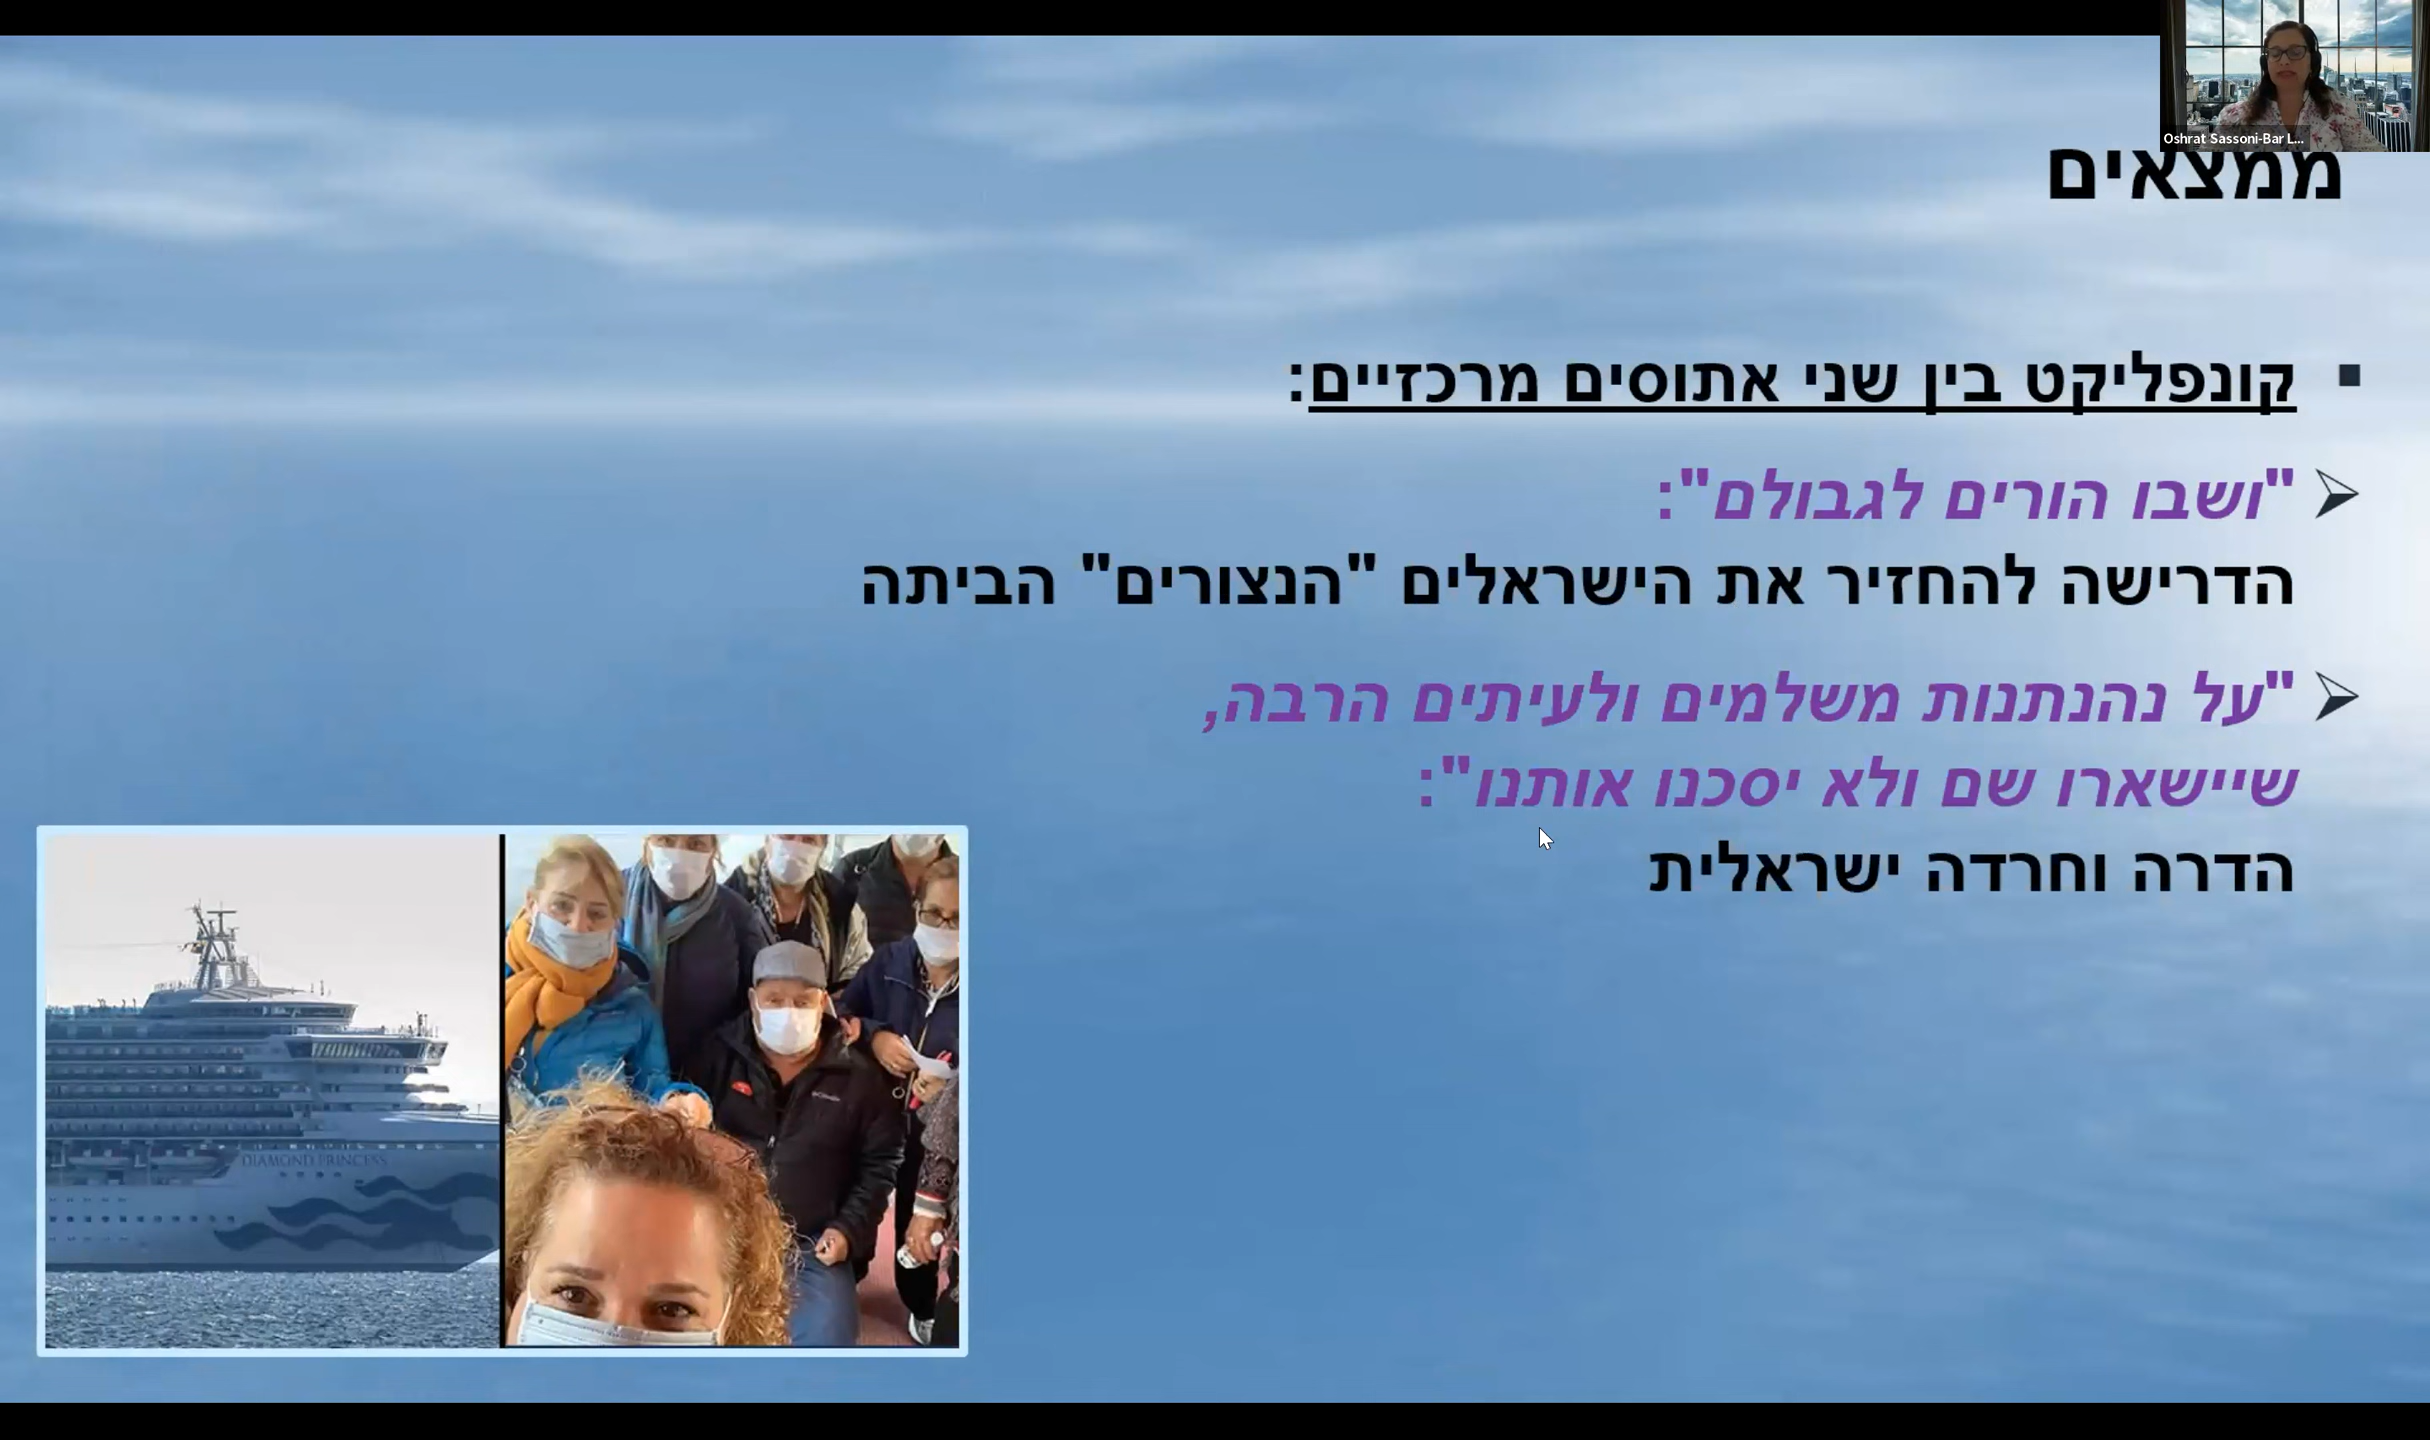 Oshrat Sassoni-Bar L...
ממצאים
קונפליקט בין שני אתוסים מרכזיים:
"ושבו הורים לגבולם":
הדרישה להחזיר את הישראלים "הנצורים" הביתה
"על נהנתנות משלמים ולעיתים הרבה,
שיישארו שם ולא יסכנו אותנו":
הדרה וחרדה ישראלית
DIAMOND PRINCESS
Columbia